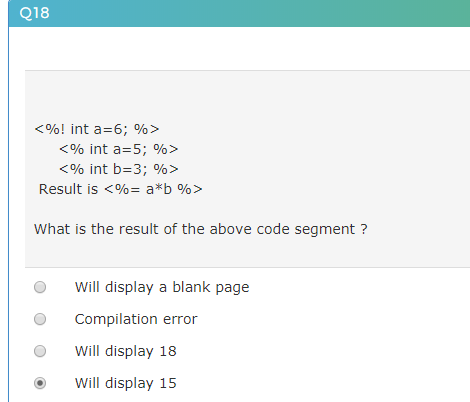 Q18
<%! int a=6; %>
<% int a=5; %>
<% int b=3; %>
Result is <%= a*b %>
What is the result of the above code segment ?
Will display a blank page
Compilation error
Will display 18
Will display 15